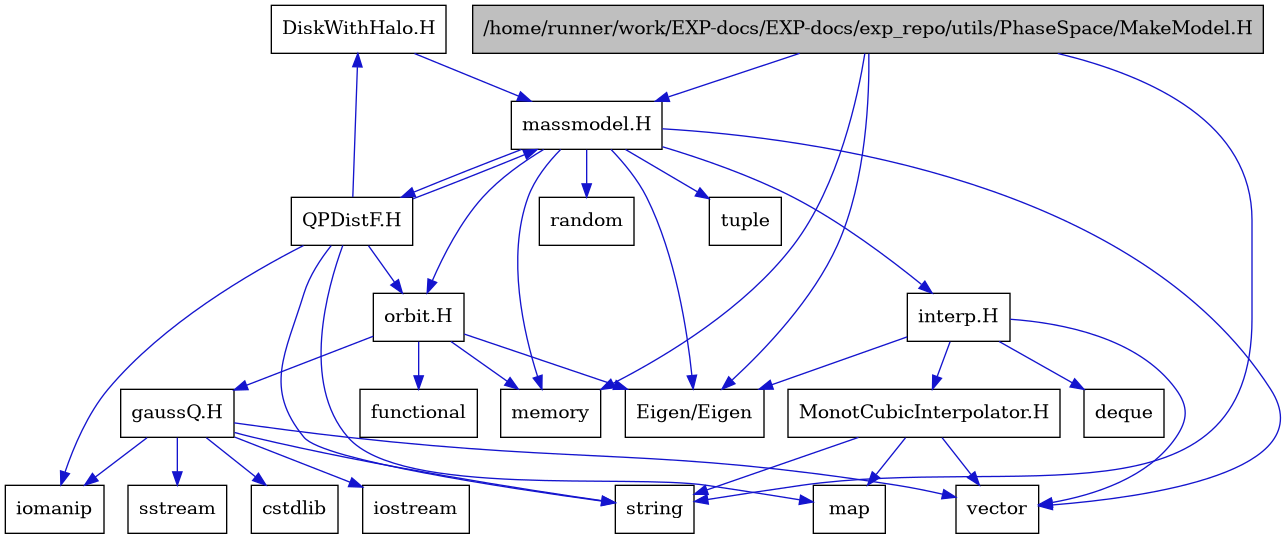 DiskWithHalo.H
/home/runner/work/EXP-docs/EXP-docs/exp_repo/utils/PhaseSpace/MakeModel.H
massmodel.H
QPDistF.H
random
tuple
orbit.H
interp.H
gaussQ.H
functional
memory
Eigen/Eigen
MonotCubicInterpolator.H
deque
iomanip
sstream
cstdlib
iostream
string
map
vector